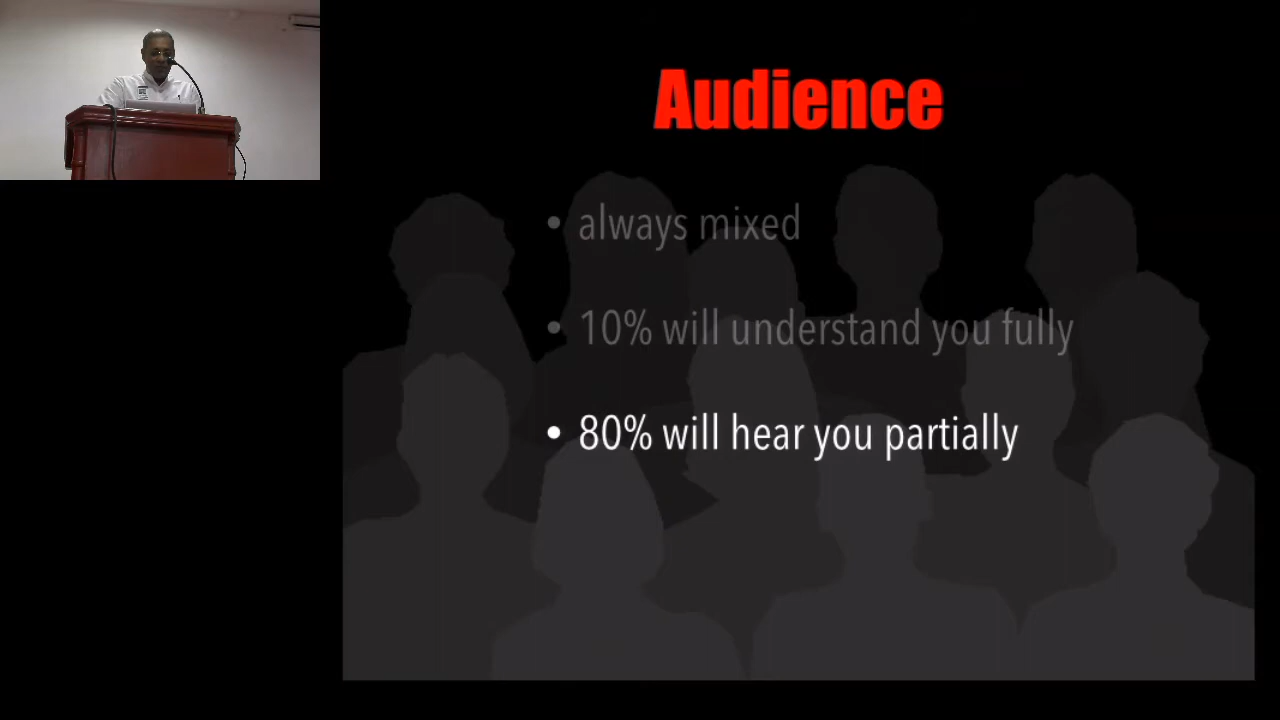 Audience
• always mixed
• 10% will understand you fully
• 80% will hear you partially